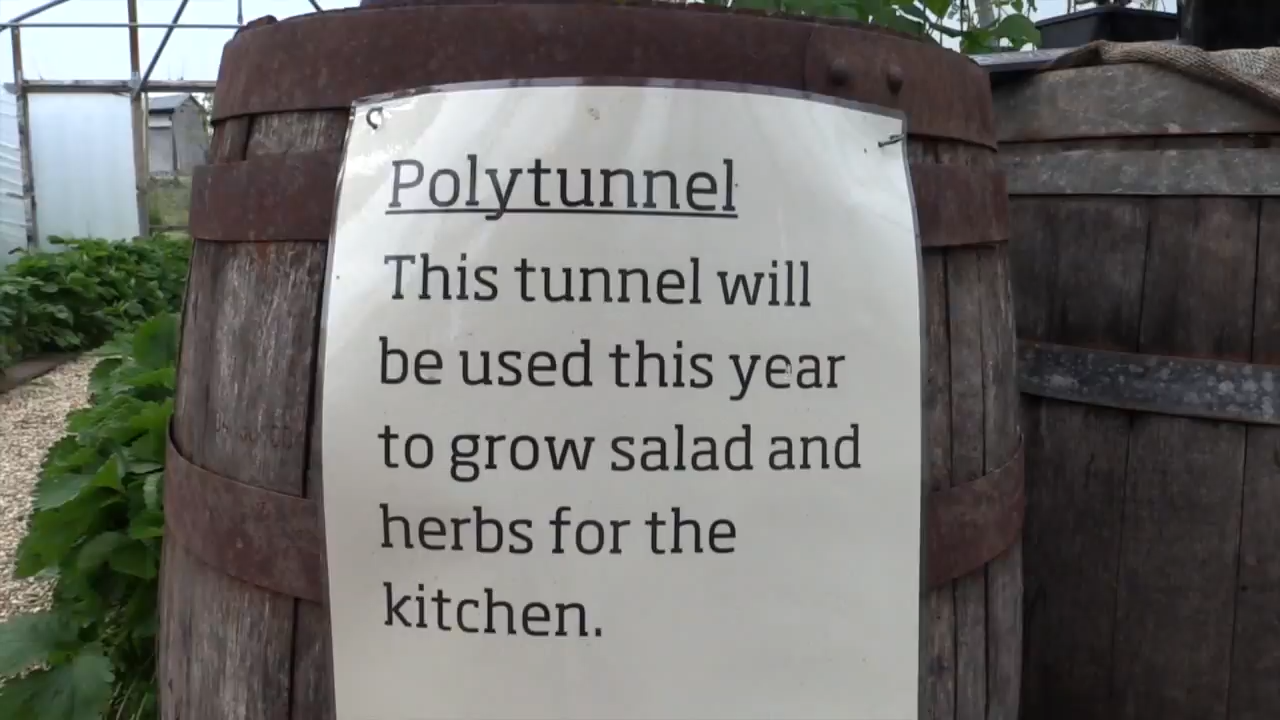 Polytunnel
This tunnel will
be used this year
to grow salad and
herbs for the
kitchen.